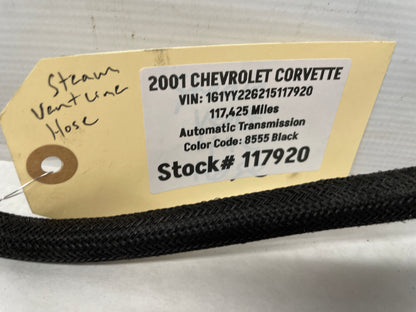 Steam
Vent Line
Hose
2001 CHEVROLET CORVETTE
VIN: 1G1YY22G215117920
117,425 Miles
Automatic Transmission
Color Code: 8555 Black
Stock# 117920